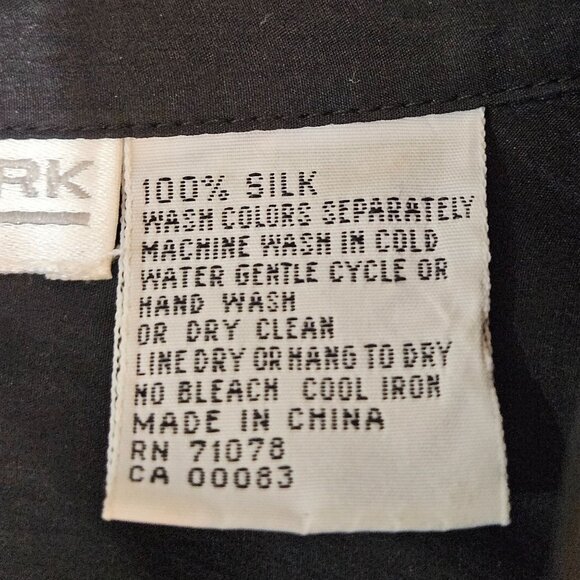 RK
100% SILK
WASH COLORS SEPARATELY
MACHINE WASH IN COLD
WATER GENTLE CYCLE OR
HAND WASH
OR DRY CLEAN
LINE DRY OR HANG TO DRY
NO BLEACH COOL IRON
MADE IN CHINA
RN 71078
CA 00083